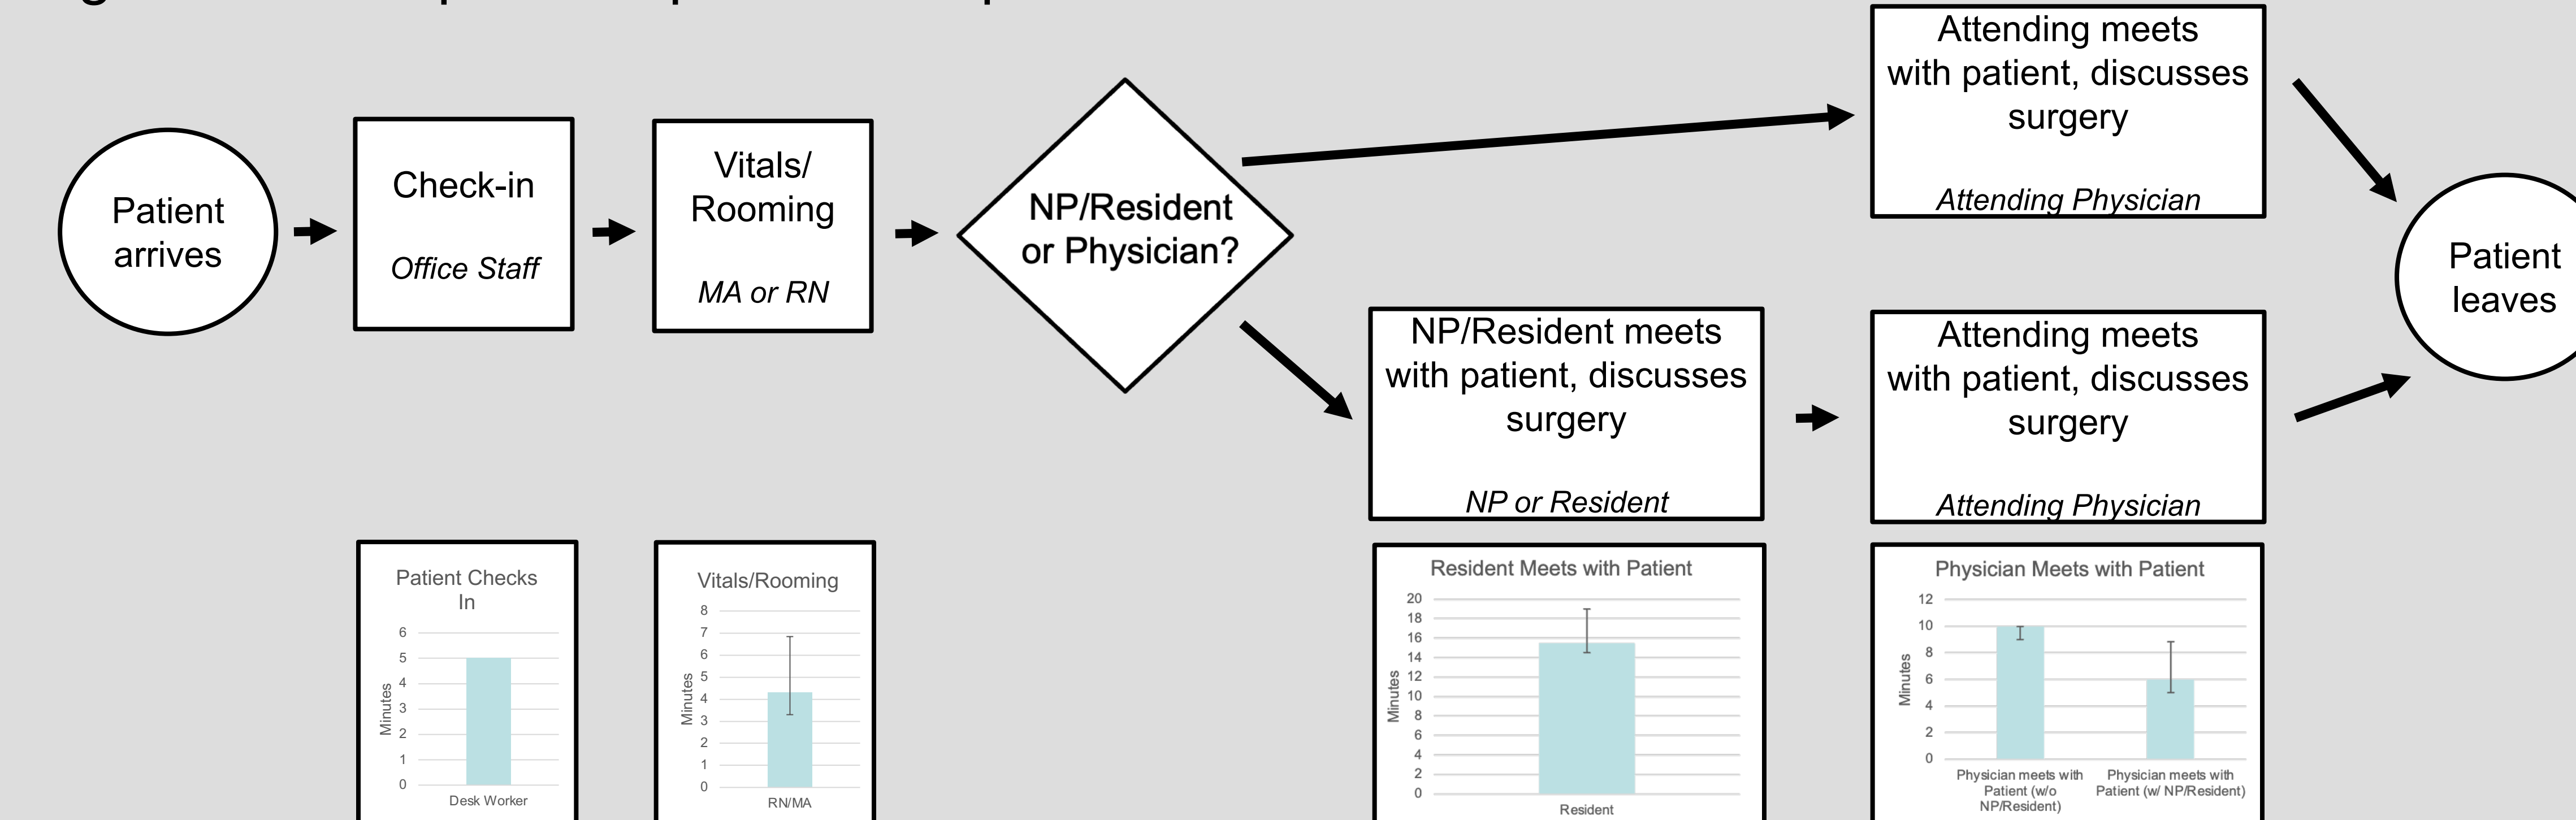 Patient
arrives
Check-in
Office Staff
Vitals/
Rooming
MA or RN
NP/Resident
or Physician?
Attending meets
with patient, discusses
surgery
Attending Physician
NP/Resident meets
with patient, discusses
surgery
NP or Resident
Attending meets
with patient, discusses
surgery
Attending Physician
Patient
leaves
Patient Checks
In
Minutes
6
5
4
3
2
1
0
Desk Worker
Vitals/Rooming
Minutes
8
7
6
5
4
3
2
1
0
RN/MA
Resident Meets with Patient
Minutes
20
18
16
14
12
10
8
6
4
2
0
Resident
Physician Meets with Patient
Minutes
12
10
8
6
4
2
0
Physician meets with
Patient (w/o
NP/Resident)
Physician meets with
Patient (w/ NP/Resident)